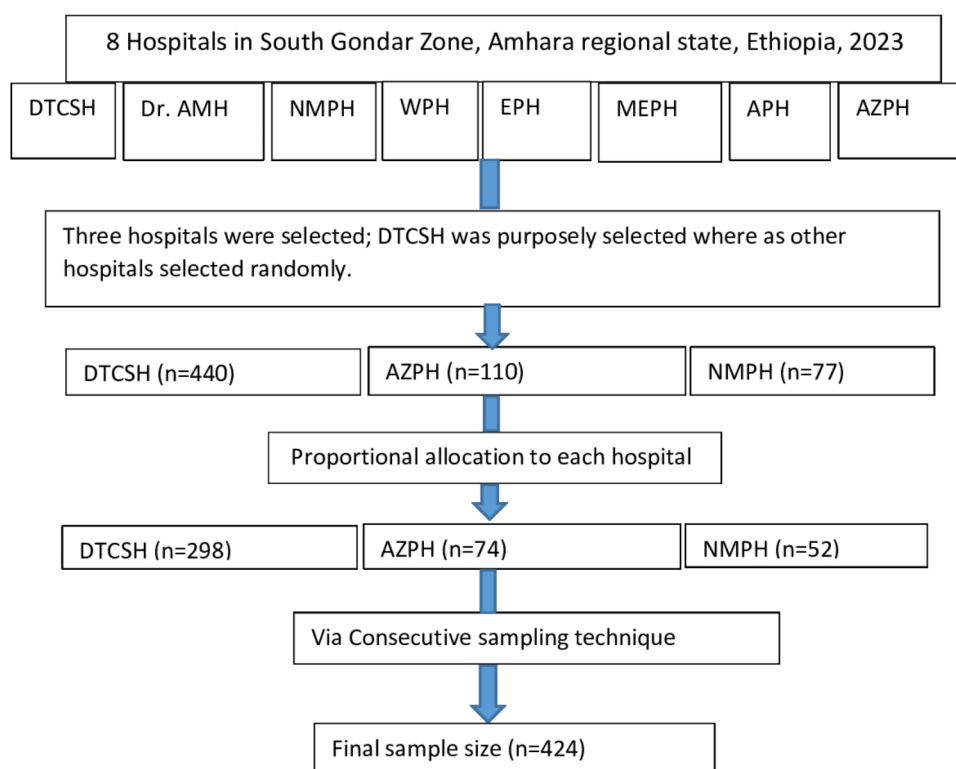 8 Hospitals in South Gondar Zone, Amhara regional state, Ethiopia, 2023
DTCSH
Dr. AMH
NMPH
WPH
EPH
MEPH
APH
AZPH
Three hospitals were selected; DTCSH was purposely selected where as other
hospitals selected randomly.
DTCSH (n=440)
AZPH (n=110)
NMPH (n=77)
Proportional allocation to each hospital
DTCSH (n=298)
AZPH (n=74)
NMPH (n=52)
Via Consecutive sampling technique
Final sample size (n=424)